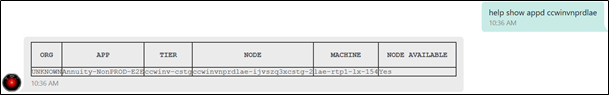 help show appd ccwinvnprdlae
10:36 AM
ORG APP TIER NODE MACHINE NODE AVAILABLE
UNKNOWN Annuity-NonPROD-E2E ccwinv-cstg ccwinvnprdlae-ijvszq3xcstg-2 lae-rtp1-lx-154 Yes
10:36 AM